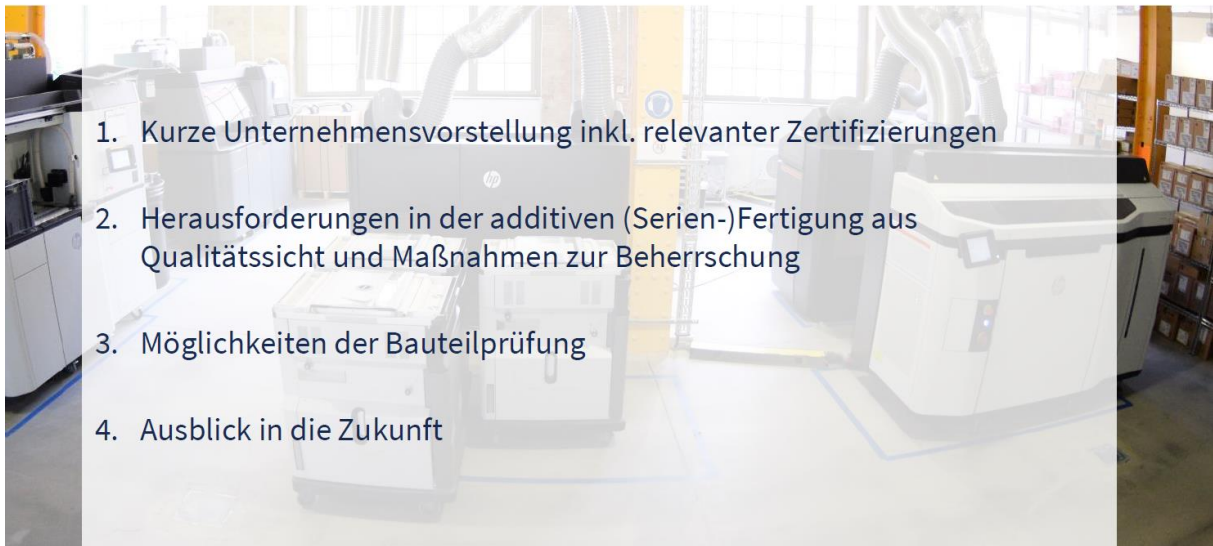 1. Kurze Unternehmensvorstellung inkl. relevanter Zertifizierungen
2. Herausforderungen in der additiven (Serien-)Fertigung aus
Qualitätssicht und Maßnahmen zur Beherrschung
3. Möglichkeiten der Bauteilprüfung
4. Ausblick in die Zukunft
hp